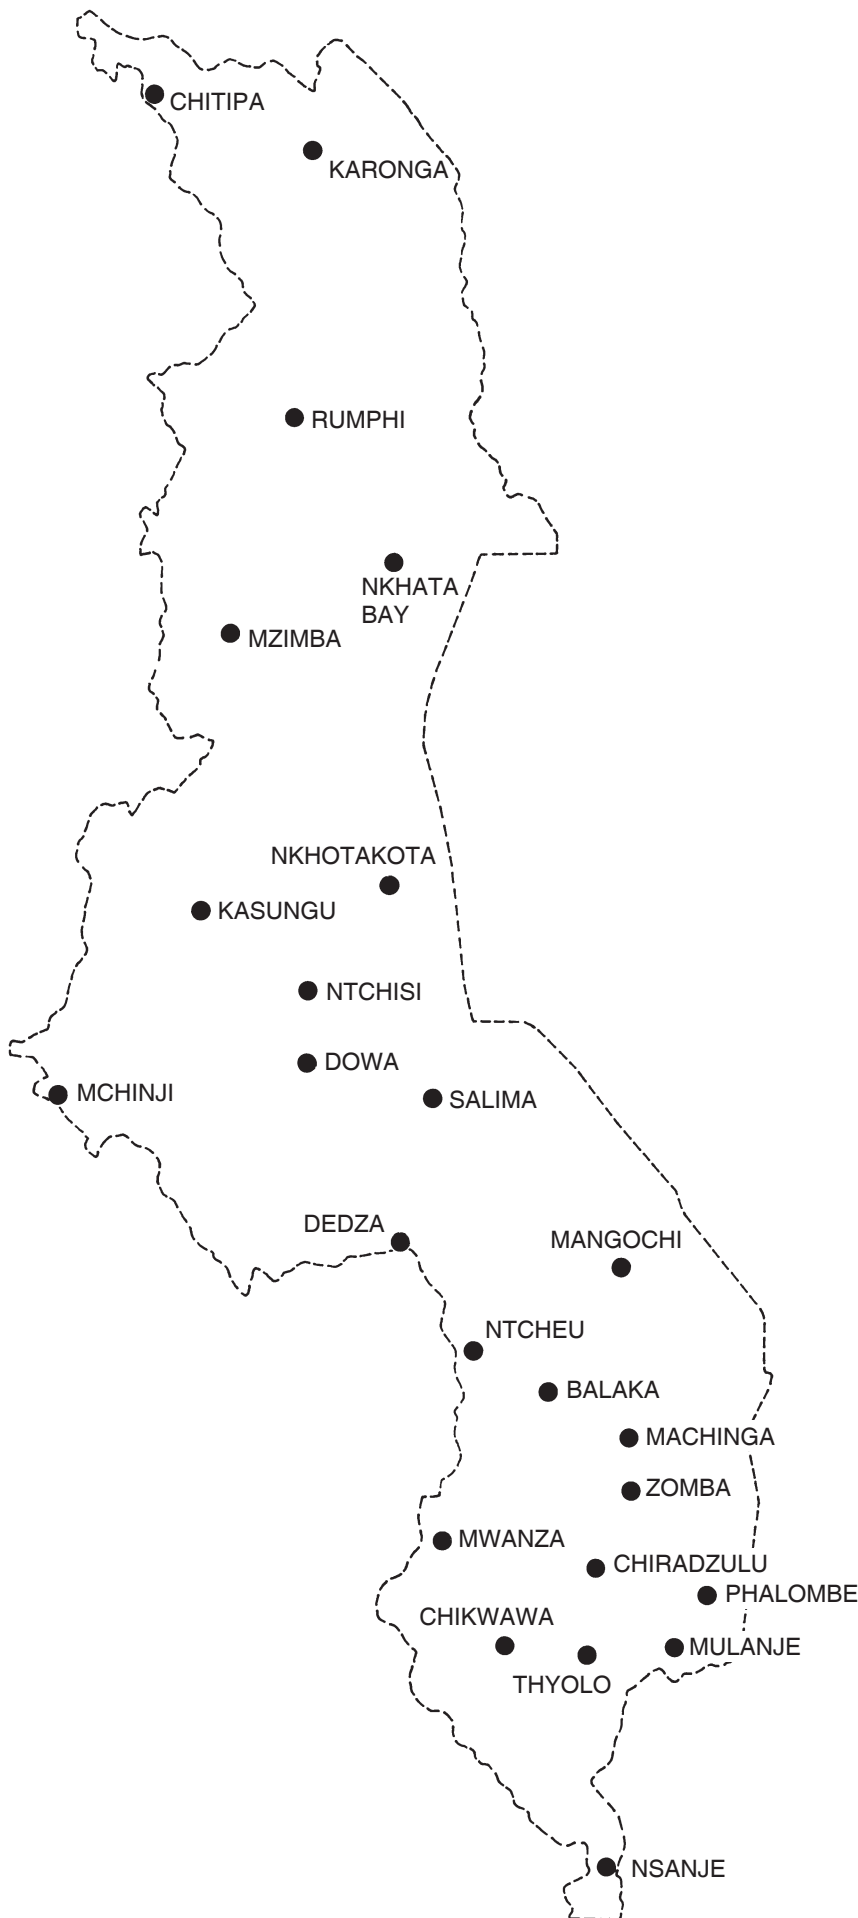 CHITIPA
KARONGA
RUMPHI
NKHATA
BAY
MZIMBA
NKHOTAKOTA
KASUNGU
NTCHISI
DOWA
MCHINJI
SALIMA
DEDZA
MANGOCHI
NTCHEU
BALAKA
MACHINGA
ZOMBA
MWANZA
CHIRADZULU
PHALOMBE
CHIKWAWA
MULANJE
THYOLO
NSANJE